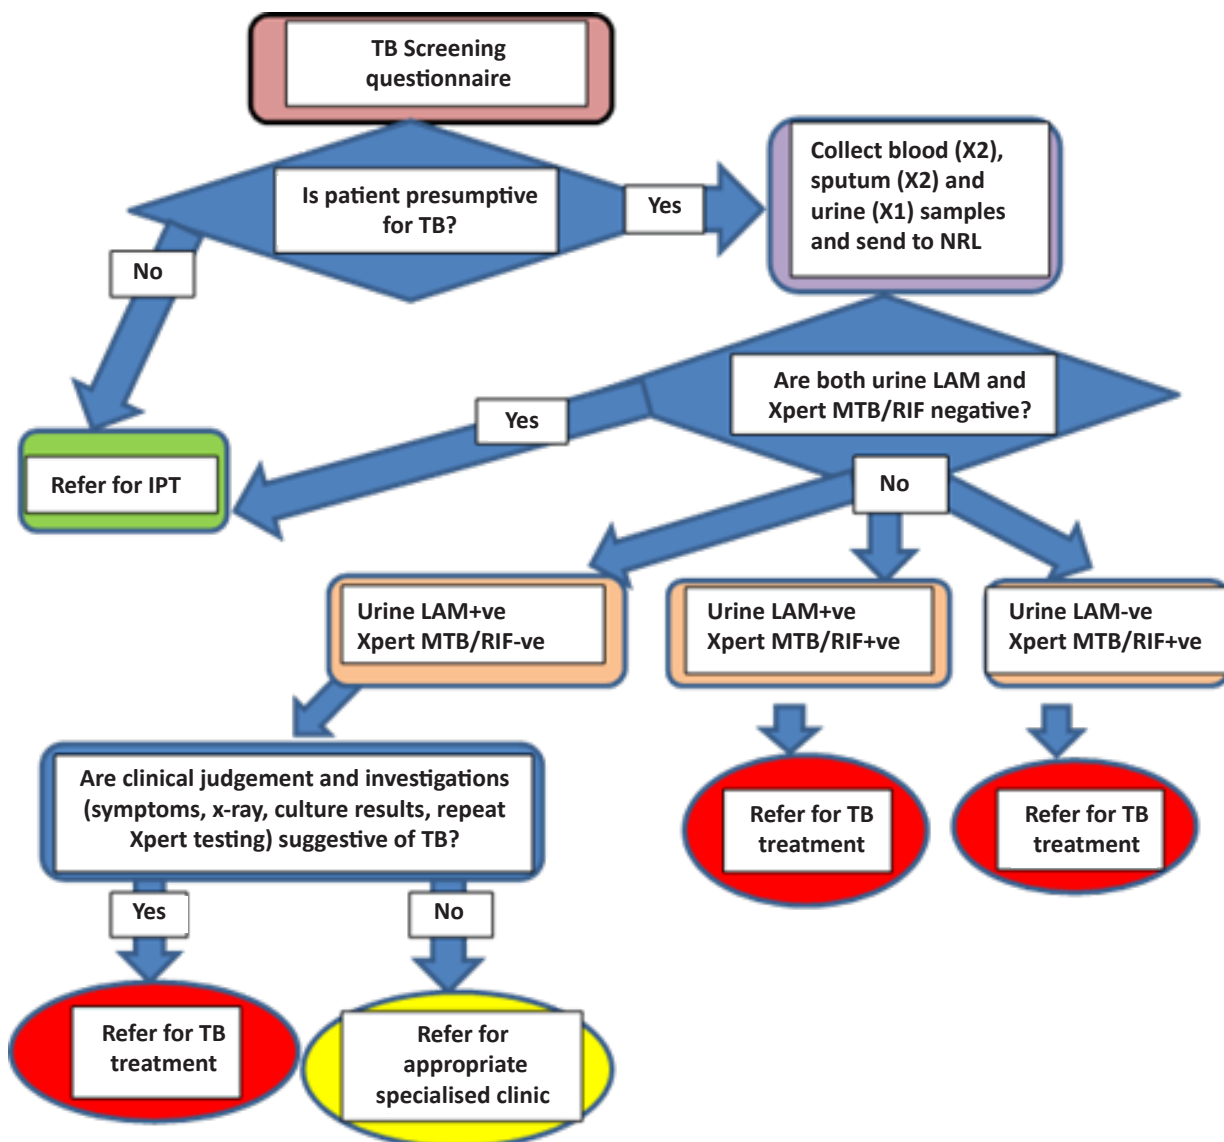 TB Screening
questionnaire
Is patient presumptive
for TB?
Yes
Collect blood (X2),
sputum (X2) and
urine (X1) samples
and send to NRL
No
Are both urine LAM and
Xpert MTB/RIF negative?
Yes
Refer for IPT
No
Urine LAM+ve
Xpert MTB/RIF-ve
Urine LAM+ve
Xpert MTB/RIF+ve
Urine LAM-ve
Xpert MTB/RIF+ve
Are clinical judgement and investigations
(symptoms, x-ray, culture results, repeat
Xpert testing) suggestive of TB?
Refer for TB
treatment
Refer for TB
treatment
Yes
No
Refer for TB
treatment
Refer for
appropriate
specialised clinic